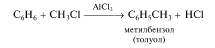 AlCl₃
C₆H₆ + CH₃Cl ⟶ C₆H₅CH₃ + HCl
метилбензол
(толуол)